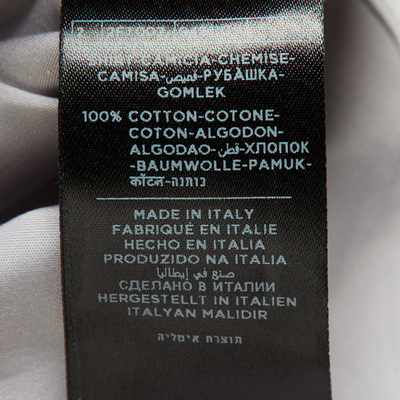 SHIRT-CAMICIA-CHEMISE-
CAMISA-قميص-РУБАШКА-
GOMLEK
100% COTTON-COTONE-
COTON-ALGODON-
ALGODAO-قطن-ХЛОПОК
-BAUMWOLLE-PAMUK-
कॉटन-כותנה
MADE IN ITALY
FABRIQUÉ EN ITALIE
HECHO EN ITALIA
PRODUZIDO NA ITALIA
صنع في إيطاليا
СДЕЛАНО В ИТАЛИИ
HERGESTELLT IN ITALIEN
ITALYAN MALIDIR
תוצרת איטליה